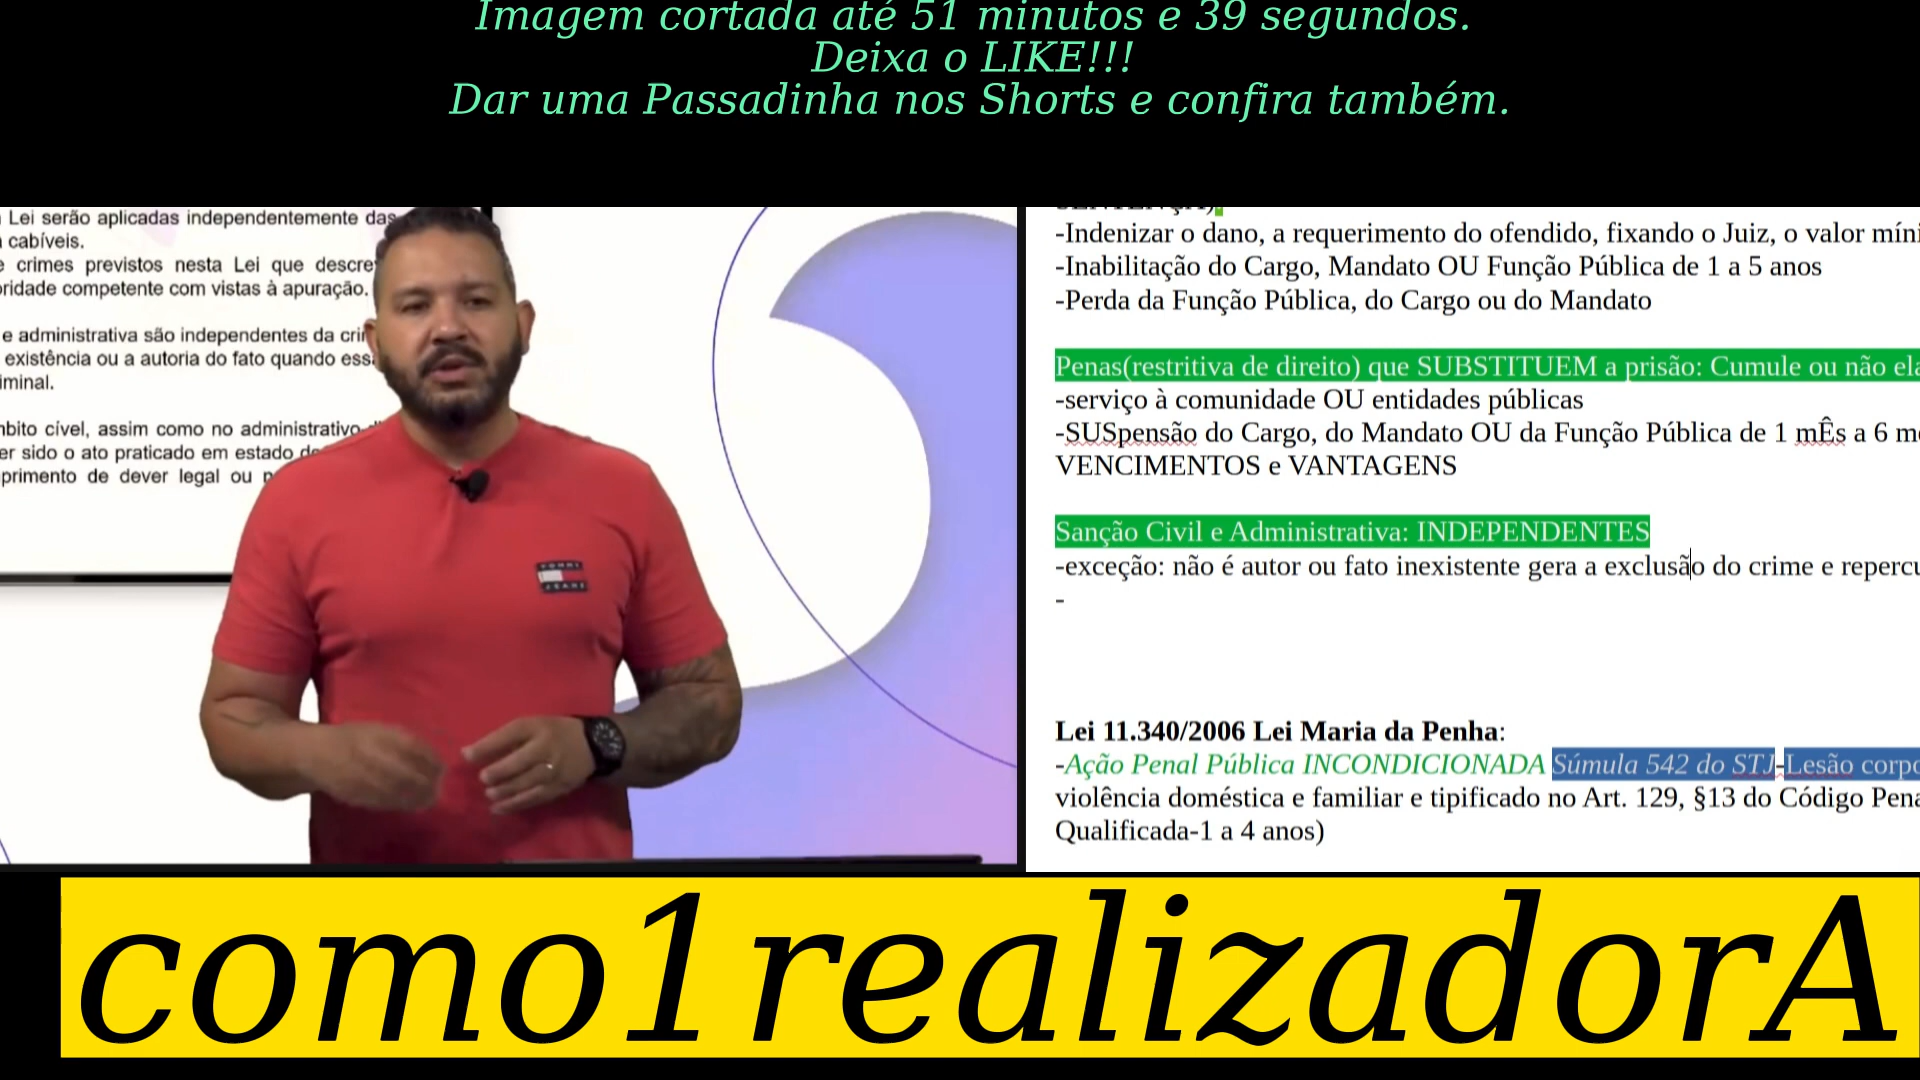 Imagem cortada até 51 minutos e 39 segundos.
Deixa o LIKE!!!
Dar uma Passadinha nos Shorts e confira também.
Lei serão aplicadas independentemente das
cabíveis.
crimes previstos nesta Lei que descre
oridade competente com vistas à apuração.
e administrativa são independentes da crim
existência ou a autoria do fato quando ess
iminal.
mbito cível, assim como no administrativo
er sido o ato praticado em estado de
primento de dever legal ou
TOMMY
JEANS
-Indenizar o dano, a requerimento do ofendido, fixando o Juiz, o valor míni
-Inabilitação do Cargo, Mandato OU Função Pública de 1 a 5 anos
-Perda da Função Pública, do Cargo ou do Mandato
Penas(restritiva de direito) que SUBSTITUEM a prisão: Cumule ou não ela
-serviço à comunidade OU entidades públicas
-SUSpensão do Cargo, do Mandato OU da Função Pública de 1 mÊs a 6 me
VENCIMENTOS e VANTAGENS
Sanção Civil e Administrativa: INDEPENDENTES
-exceção: não é autor ou fato inexistente gera a exclusão do crime e repercu
-
Lei 11.340/2006 Lei Maria da Penha:
-Ação Penal Pública INCONDICIONADA Súmula 542 do STJ-Lesão corpo
violência doméstica e familiar e tipificado no Art. 129, §13 do Código Pena
Qualificada-1 a 4 anos)
como1realizadorA